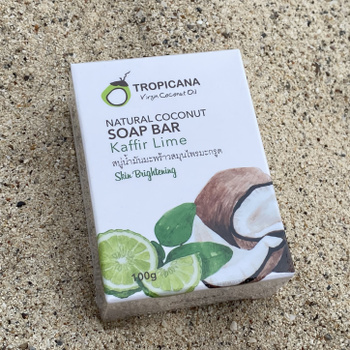 TROPICANA
Virgin Coconut Oil
NATURAL COCONUT
SOAP BAR
Kaffir Lime
สบู่น้ำมันมะพร้าวสมุนไพรมะกรูด
Skin Brightening
100g